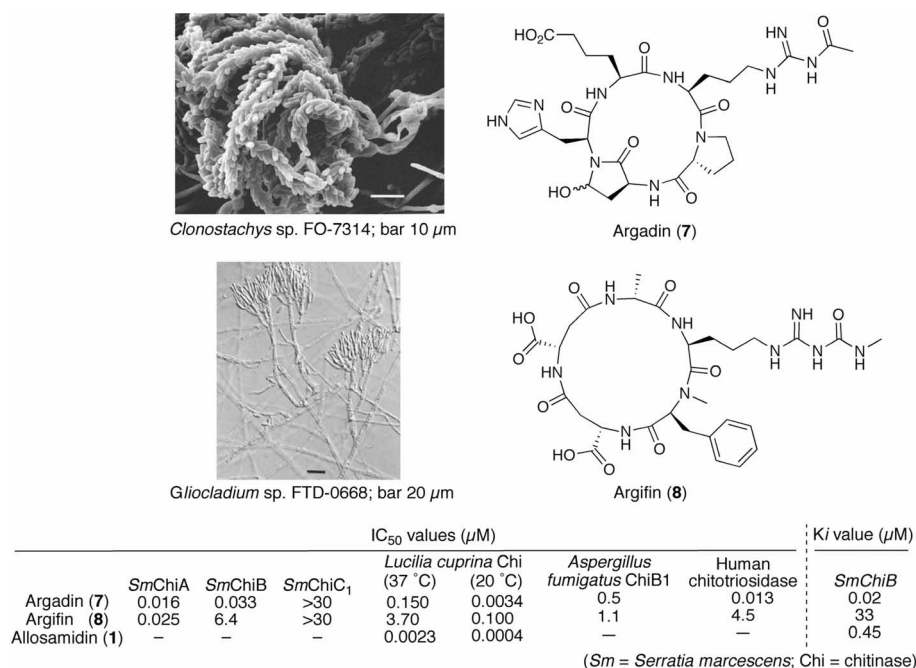 HO2C
O
N
H
NH
N
H
NH
O
N
H
O
HN
O
N
HN
N
O
N
O
N
H
O
HO
Clonostachys sp. FO-7314; bar 10 µm
Argadin (7)
O
H
N
O
HO
O
HN
NH
N
H
NH
N
H
O
N
H
HN
O
O
N
O
N
H
HO
O
Gliocladium sp. FTD-0668; bar 20 µm
Argifin (8)
IC50 values (µM)
Ki value (µM)
SmChiA
SmChiB
SmChiC1
Lucilia cuprina Chi
(37 °C) (20 °C)
Aspergillus
fumigatus ChiB1
Human
chitotriosidase
SmChiB
Argadin (7) 0.016 0.033 >30 0.150 0.0034 0.5 0.013 0.02
Argifin (8) 0.025 6.4 >30 3.70 0.100 1.1 4.5 33
Allosamidin (1) – – – 0.0023 0.0004 — — 0.45
(Sm = Serratia marcescens; Chi = chitinase)